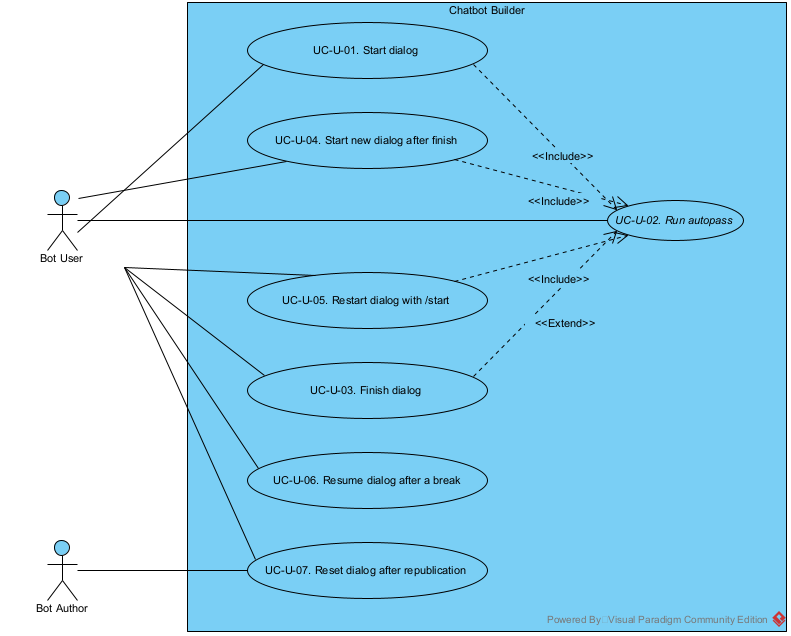 Chatbot Builder
UC-U-01. Start dialog
UC-U-04. Start new dialog after finish
<<Include>>
<<Include>>
UC-U-02. Run autopass
Bot User
<<Include>>
UC-U-05. Restart dialog with /start
<<Extend>>
UC-U-03. Finish dialog
UC-U-06. Resume dialog after a break
UC-U-07. Reset dialog after republication
Bot Author
Powered By: Visual Paradigm Community Edition